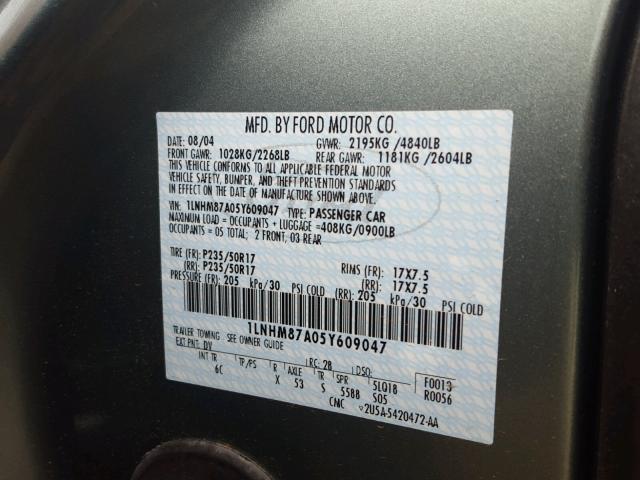 MFD. BY FORD MOTOR CO.
DATE: 08/04 GVWR: 2195KG /4840LB
FRONT GAWR: 1028KG/2268LB REAR GAWR: 1181KG /2604LB
THIS VEHICLE CONFORMS TO ALL APPLICABLE FEDERAL MOTOR
VEHICLE SAFETY, BUMPER, AND THEFT PREVENTION STANDARDS
IN EFFECT ON THE DATE OF MANUFACTURE SHOWN ABOVE.
VIN: 1LNHM87A05Y609047 TYPE: PASSENGER CAR
MAXIMUM LOAD = OCCUPANTS + LUGGAGE =408KG/0900LB
OCCUPANTS = 05 TOTAL; 2 FRONT, 03 REAR
TIRE (FR): P235/50R17 RIMS (FR): 17X7.5
(RR): P235/50R17 (RR): 17X7.5
PRESSURE (FR): 205 kPa/30 PSI COLD (RR): 205 kPa/30 PSI COLD
1LNHM87A05Y609047
TRAILER TOWING SEE OWNER GUIDE
EXT PNT: DV RC: 28 DSO: F0013
INT TR TP/PS R AXLE TR SPR 5LQ18 R0056
6C X 53 S 5588 S05
CMC 2U5A-5420472-AA